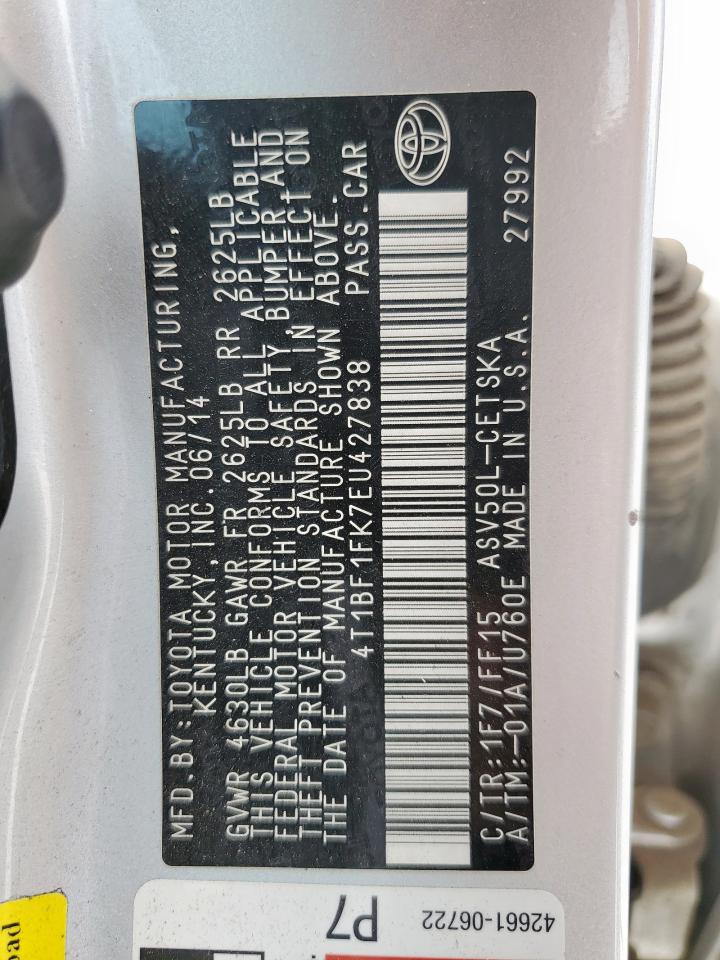 MFD.BY:TOYOTA MOTOR MANUFACTURING,
KENTUCKY, INC. 06/14
GVWR 4630LB GAWR FR 2625LB RR 2625LB
THIS VEHICLE CONFORMS TO ALL APPLICABLE
FEDERAL MOTOR VEHICLE SAFETY, BUMPER AND
THEFT PREVENTION STANDARDS IN EFFECT ON
THE DATE OF MANUFACTURE SHOWN ABOVE.
4T1BF1FK7EU427838 PASS.CAR
C/TR:1F7/FF15 ASV50L-CETSKA
A/TM:-01A/U760E MADE IN U.S.A. 27992
P7
42661-06722
oad